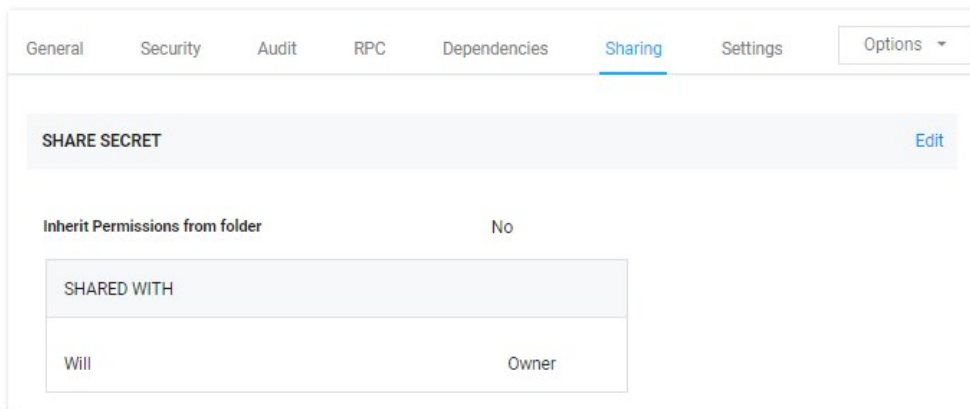 General Security Audit RPC Dependencies Sharing Settings Options
SHARE SECRET Edit
Inherit Permissions from folder No
SHARED WITH
Will Owner